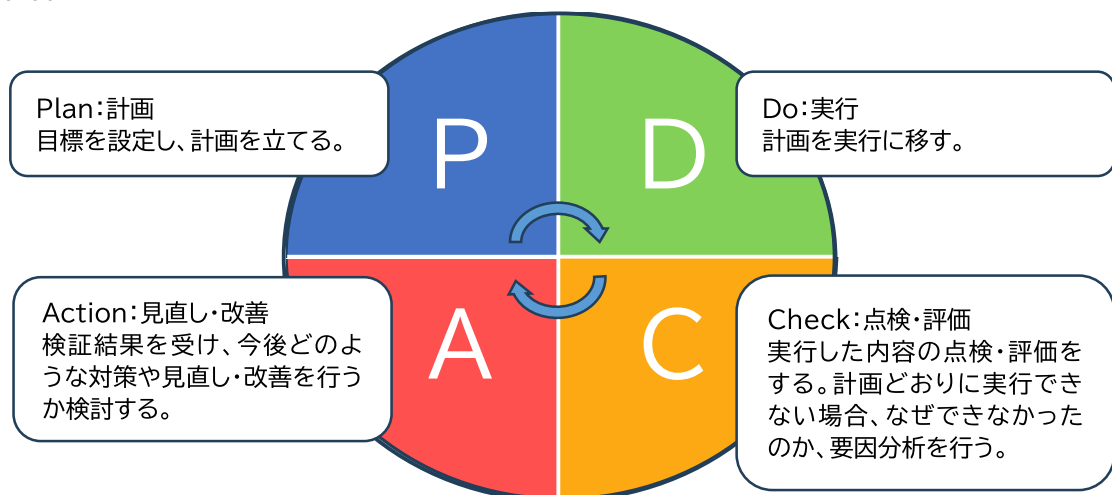 Plan：計画
目標を設定し、計画を立てる。
P
D
Do：実行
計画を実行に移す。
Action：見直し・改善
検証結果を受け、今後どのよ
うな対策や見直し・改善を行う
か検討する。
A
C
Check：点検・評価
実行した内容の点検・評価を
する。計画どおりに実行でき
ない場合、なぜできなかった
のか、要因分析を行う。